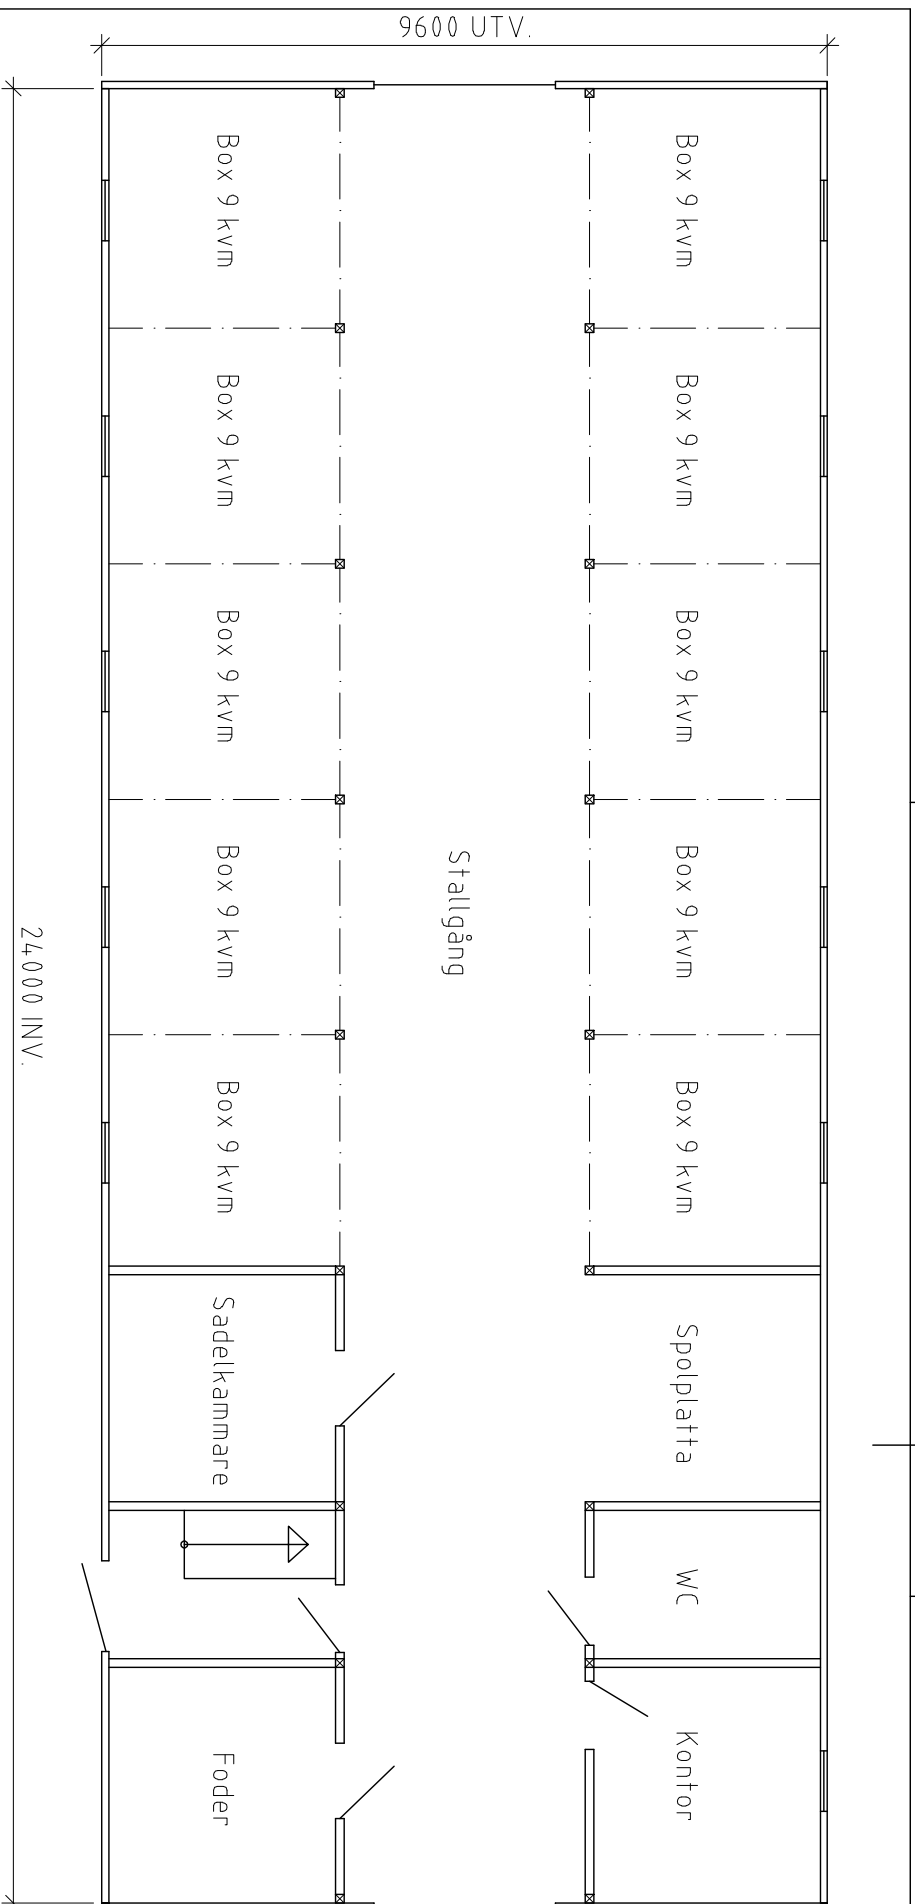 9600 UTV.
Box 9 kvm
Box 9 kvm
Box 9 kvm
Box 9 kvm
Box 9 kvm
Spolplatta
WC
Kontor
Stallgång
Box 9 kvm
Box 9 kvm
Box 9 kvm
Box 9 kvm
Box 9 kvm
Sadelkammare
Foder
24000 INV.